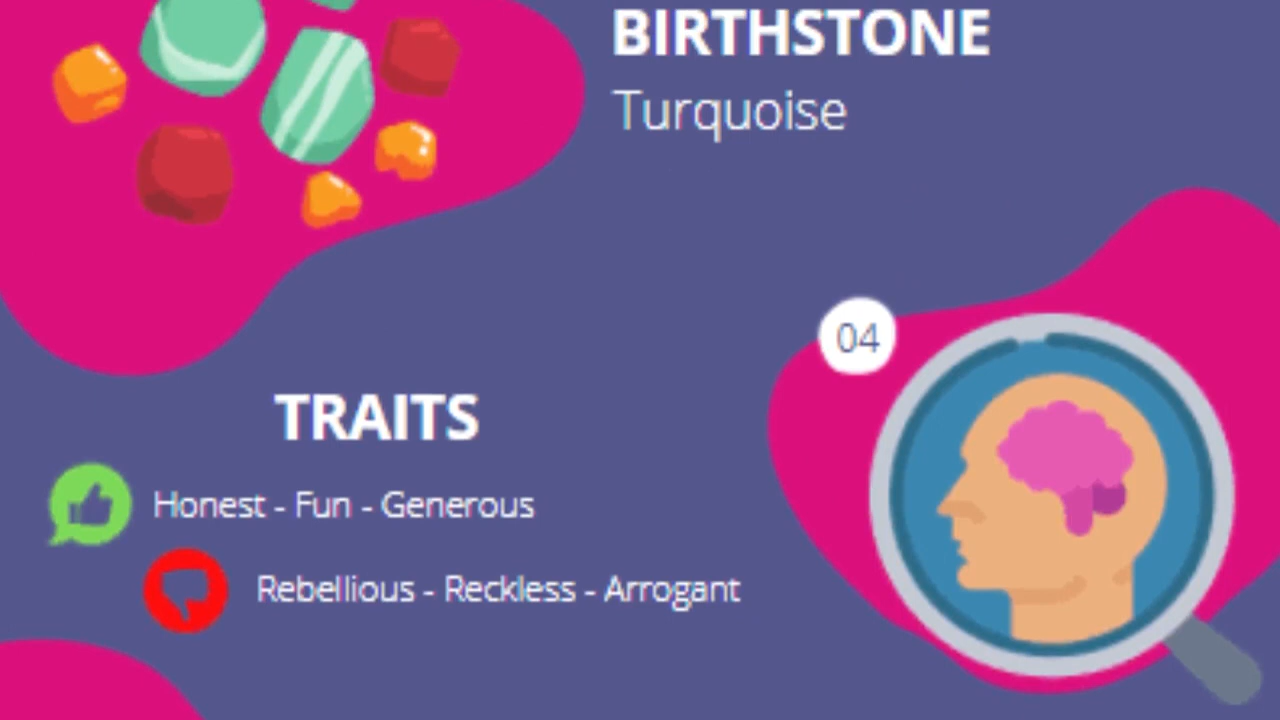 BIRTHSTONE
Turquoise
04
TRAITS
Honest - Fun - Generous
Rebellious - Reckless - Arrogant